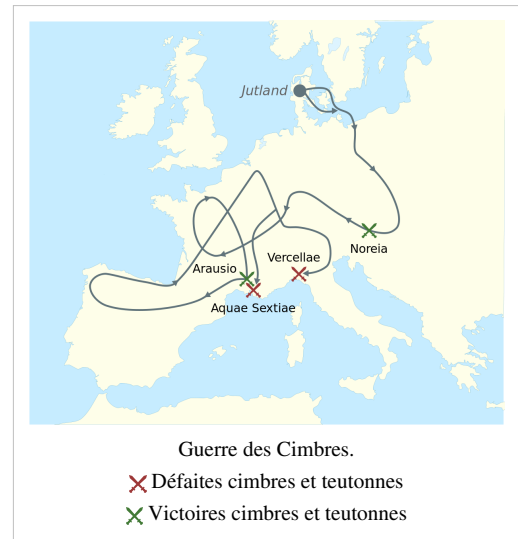 Jutland
Noreia
Vercellae
Arausio
Aquae Sextiae
Guerre des Cimbres.
Défaites cimbres et teutonnes
Victoires cimbres et teutonnes